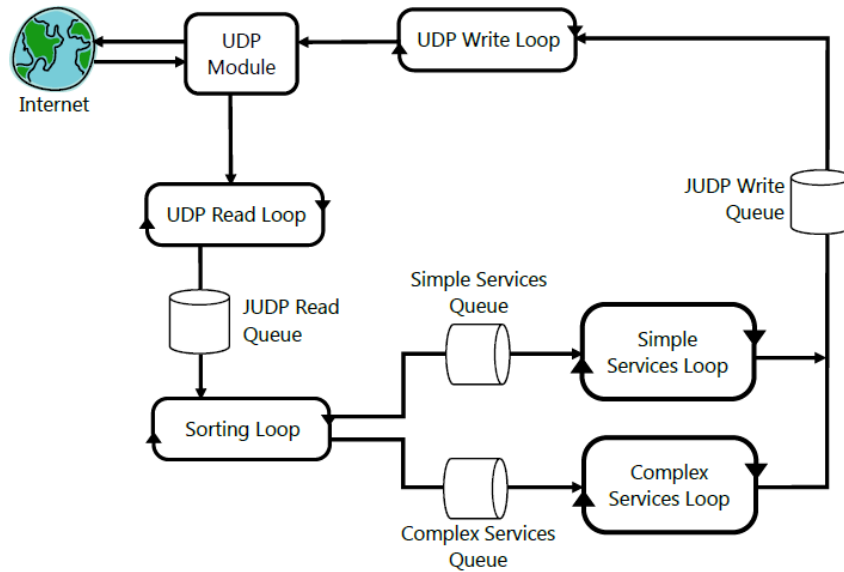 UDP
Module
UDP Write Loop
Internet
UDP Read Loop
JUDP Write
Queue
JUDP Read
Queue
Simple Services
Queue
Simple
Services Loop
Sorting Loop
Complex
Services Loop
Complex Services
Queue